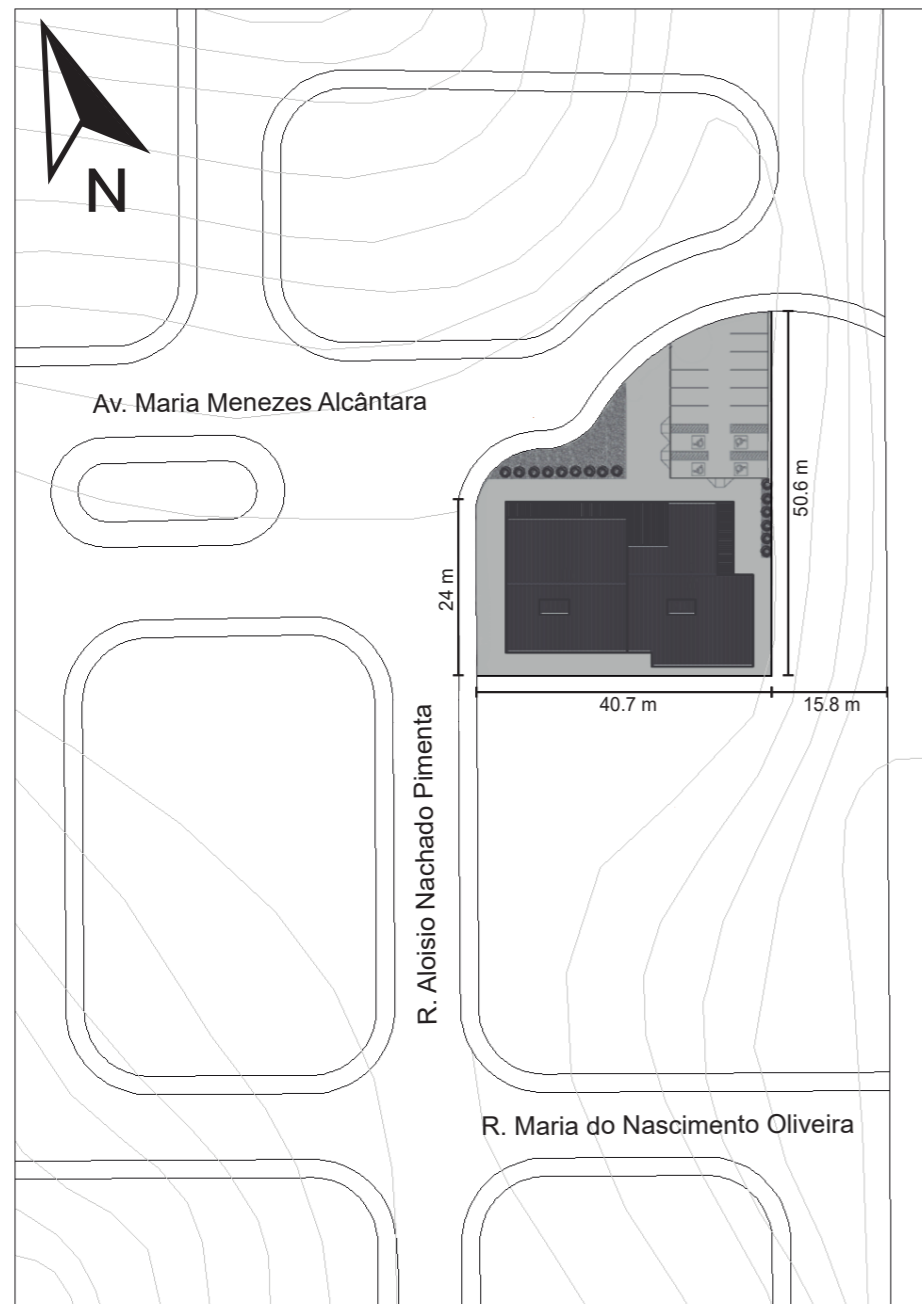 N
Av. Maria Menezes Alcântara
50.6 m
24 m
40.7 m
15.8 m
R. Aloisio Nachado Pimenta
R. Maria do Nascimento Oliveira